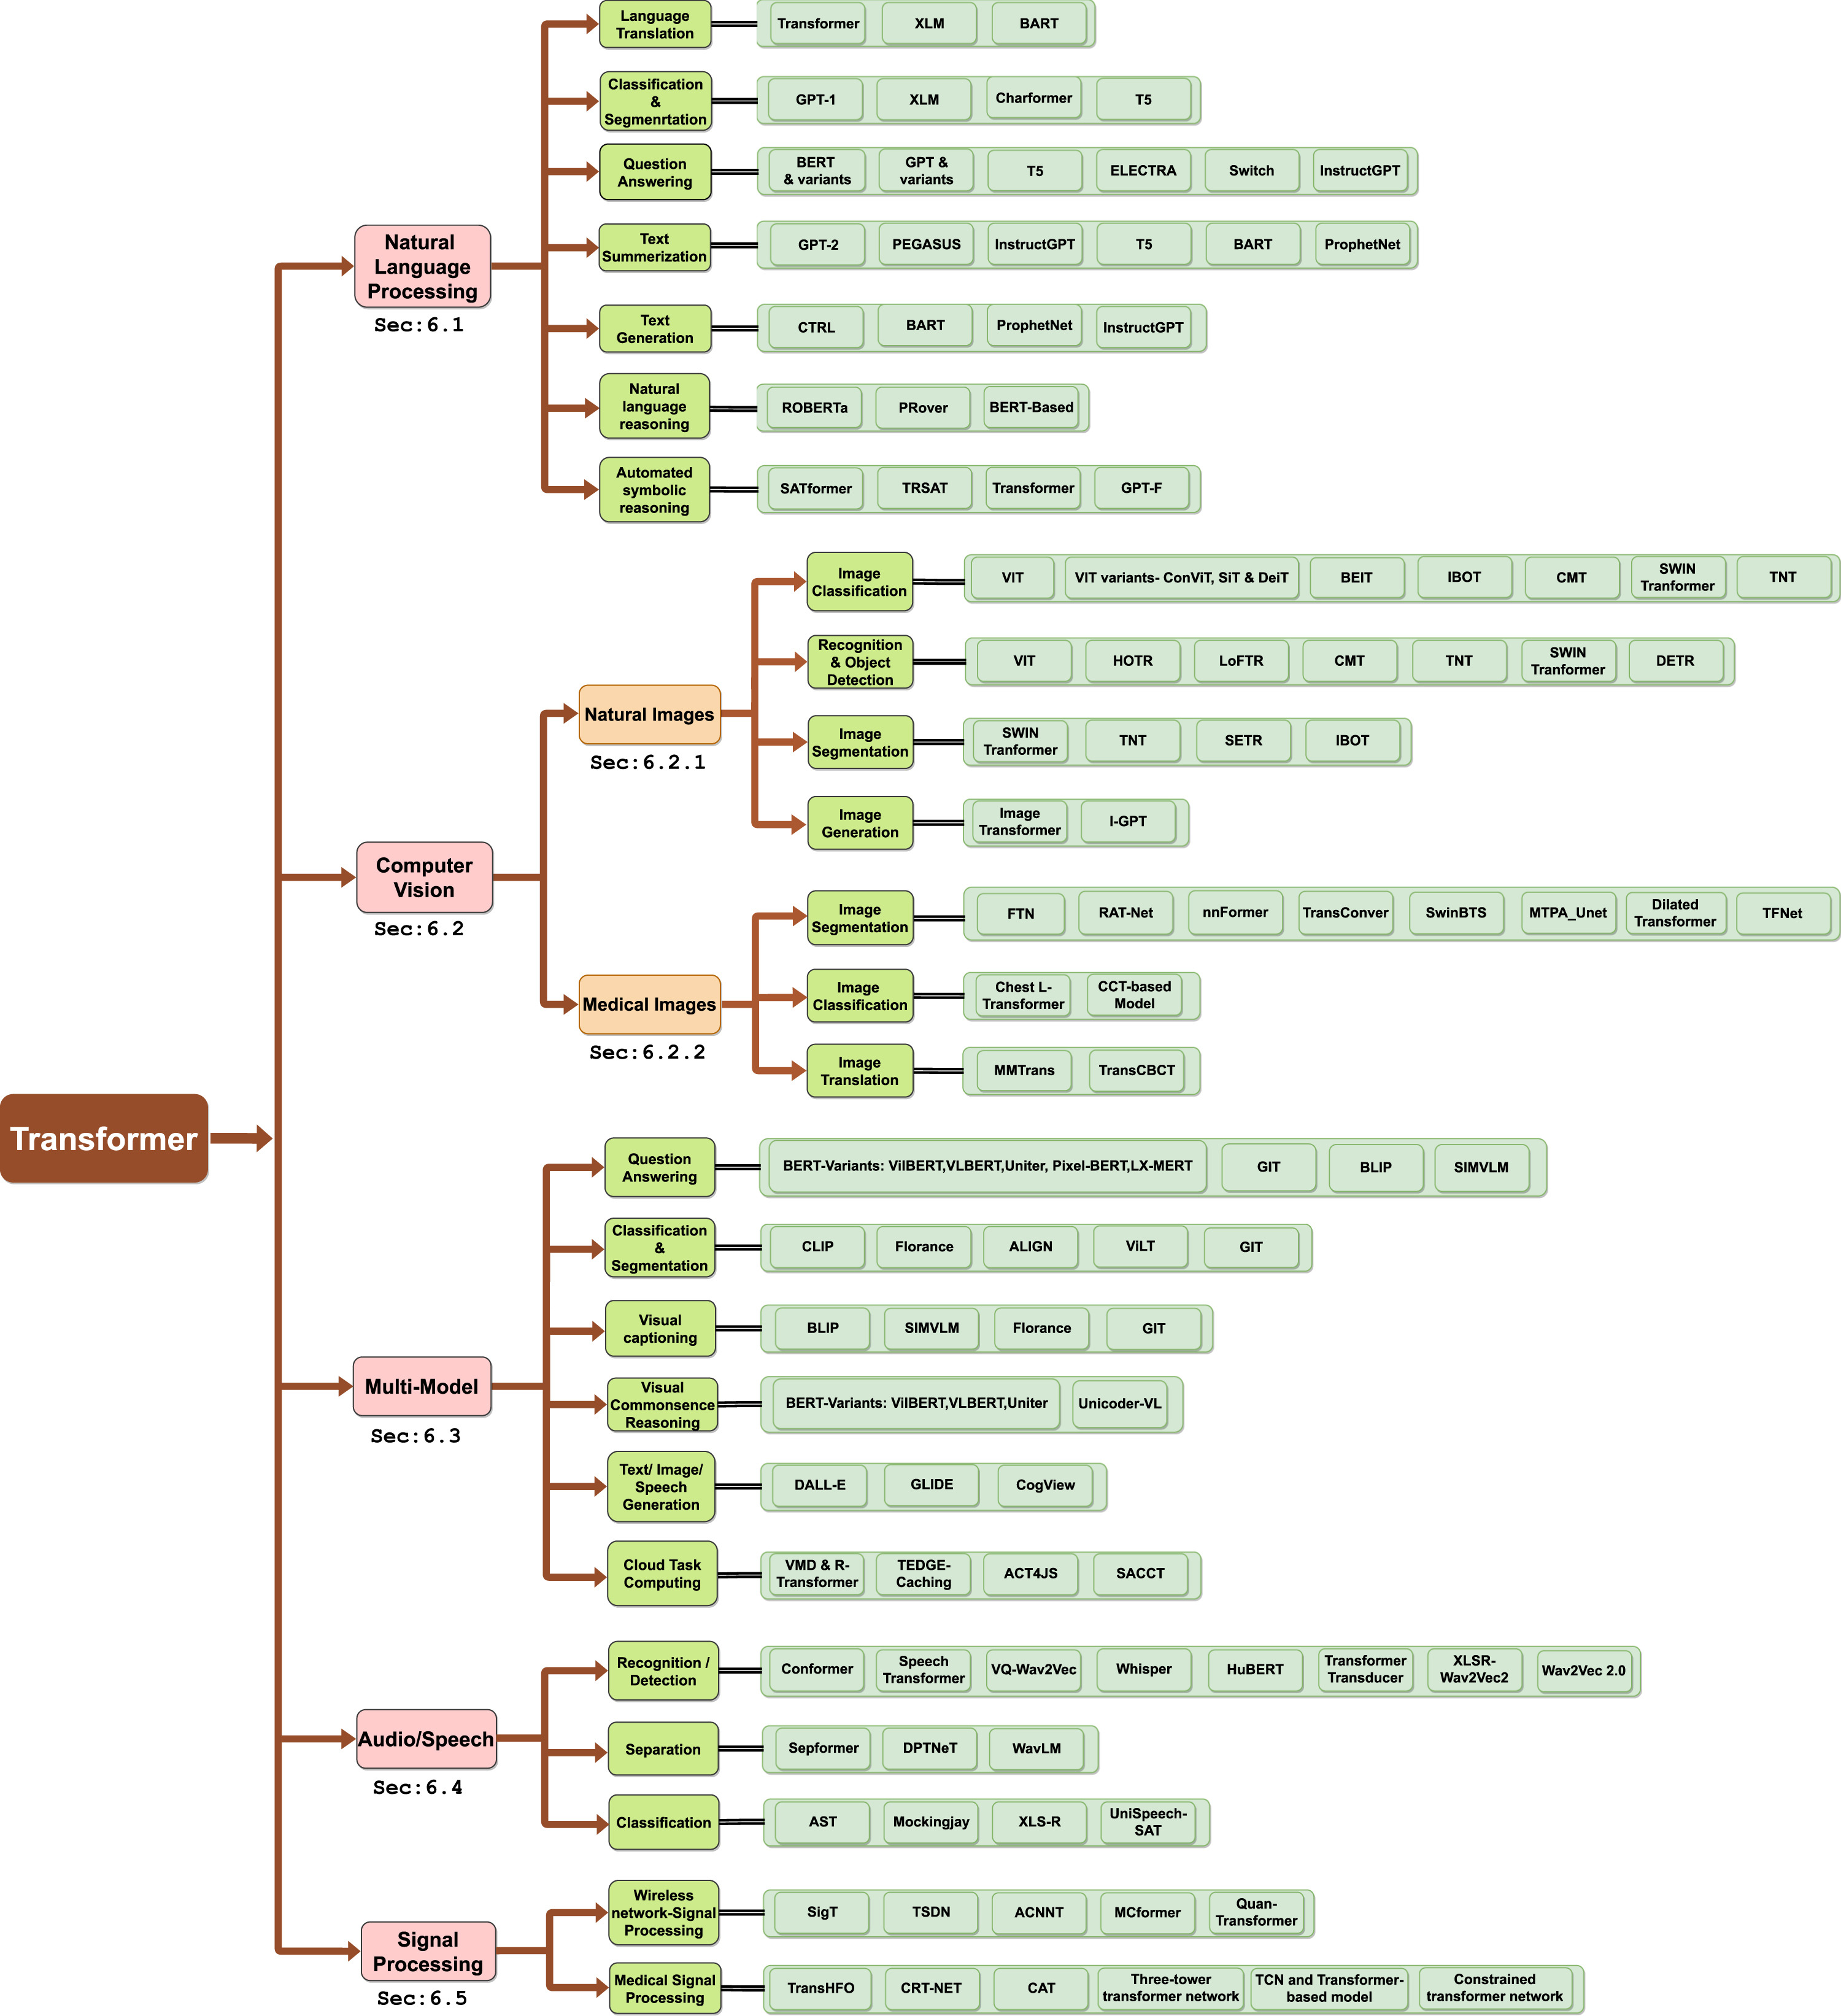 Transformer
Natural
Language
Processing
Sec:6.1
Language
Translation
Transformer
XLM
BART
Classification
&
Segmenrtation
GPT-1
XLM
Charformer
T5
Question
Answering
BERT
& variants
GPT &
variants
T5
ELECTRA
Switch
InstructGPT
Text
Summerization
GPT-2
PEGASUS
InstructGPT
T5
BART
ProphetNet
Text
Generation
CTRL
BART
ProphetNet
InstructGPT
Natural
language
reasoning
ROBERTa
PRover
BERT-Based
Automated
symbolic
reasoning
SATformer
TRSAT
Transformer
GPT-F
Computer
Vision
Sec:6.2
Natural Images
Sec:6.2.1
Image
Classification
VIT
VIT variants- ConViT, SiT & DeiT
BEIT
IBOT
CMT
SWIN
Tranformer
TNT
Recognition
& Object
Detection
VIT
HOTR
LoFTR
CMT
TNT
SWIN
Tranformer
DETR
Image
Segmentation
SWIN
Tranformer
TNT
SETR
IBOT
Image
Generation
Image
Transformer
I-GPT
Medical Images
Sec:6.2.2
Image
Segmentation
FTN
RAT-Net
nnFormer
TransConver
SwinBTS
MTPA_Unet
Dilated
Transformer
TFNet
Image
Classification
Chest L-
Transformer
CCT-based
Model
Image
Translation
MMTrans
TransCBCT
Multi-Model
Sec:6.3
Question
Answering
BERT-Variants: VilBERT,VLBERT,Uniter, Pixel-BERT,LX-MERT
GIT
BLIP
SIMVLM
Classification
&
Segmentation
CLIP
Florance
ALIGN
ViLT
GIT
Visual
captioning
BLIP
SIMVLM
Florance
GIT
Visual
Commonsence
Reasoning
BERT-Variants: VilBERT,VLBERT,Uniter
Unicoder-VL
Text/ Image/
Speech
Generation
DALL-E
GLIDE
CogView
Cloud Task
Computing
VMD & R-
Transformer
TEDGE-
Caching
ACT4JS
SACCT
Audio/Speech
Sec:6.4
Recognition /
Detection
Conformer
Speech
Transformer
VQ-Wav2Vec
Whisper
HuBERT
Transformer
Transducer
XLSR-
Wav2Vec2
Wav2Vec 2.0
Separation
Sepformer
DPTNeT
WavLM
Classification
AST
Mockingjay
XLS-R
UniSpeech-
SAT
Signal
Processing
Sec:6.5
Wireless
network-Signal
Processing
SigT
TSDN
ACNNT
MCformer
Quan-
Transformer
Medical Signal
Processing
TransHFO
CRT-NET
CAT
Three-tower
transformer network
TCN and Transformer-
based model
Constrained
transformer network